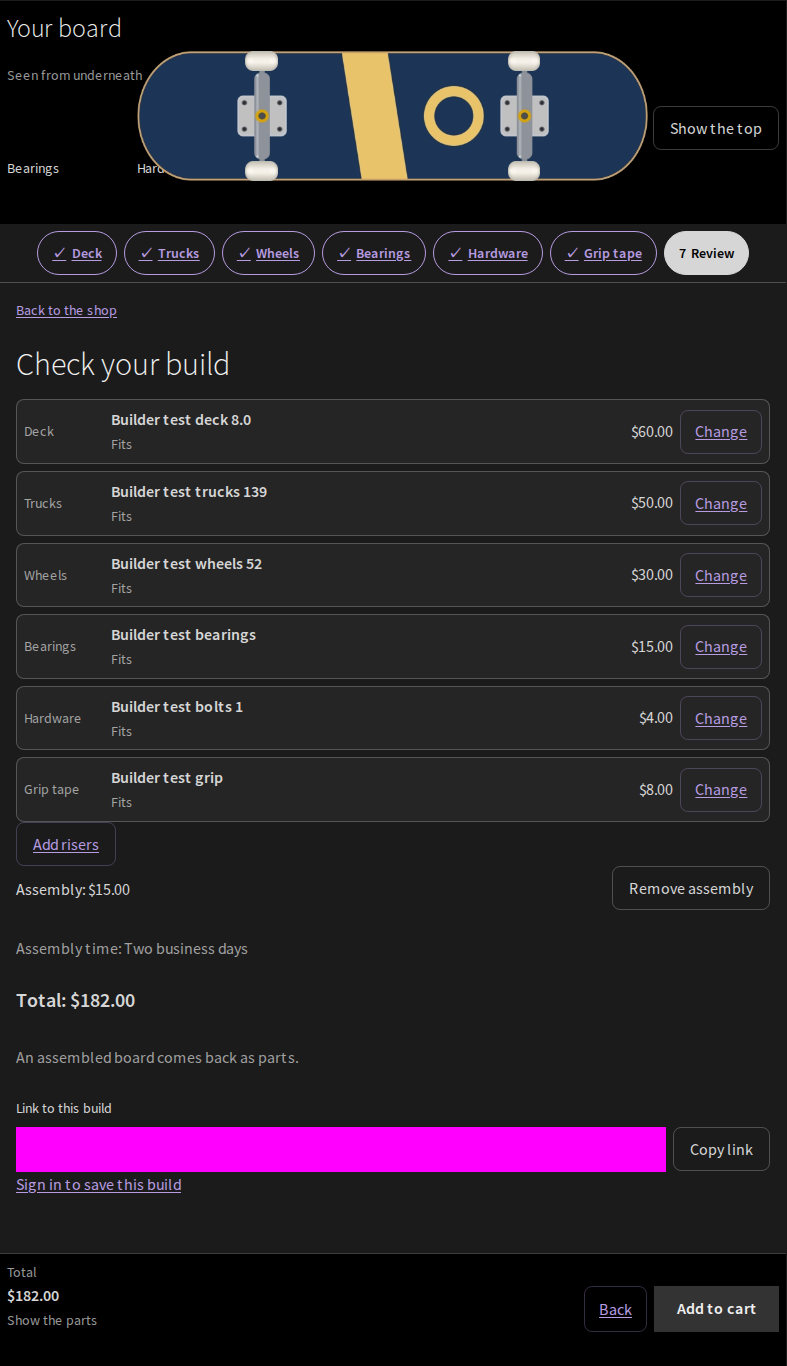 Your board
Seen from underneath
Show the top
Bearings
✓ Deck
✓ Trucks
✓ Wheels
✓ Bearings
✓ Hardware
✓ Grip tape
7 Review
Back to the shop
Check your build
Deck
Builder test deck 8.0
Fits
$60.00
Change
Trucks
Builder test trucks 139
Fits
$50.00
Change
Wheels
Builder test wheels 52
Fits
$30.00
Change
Bearings
Builder test bearings
Fits
$15.00
Change
Hardware
Builder test bolts 1
Fits
$4.00
Change
Grip tape
Builder test grip
Fits
$8.00
Change
Add risers
Assembly: $15.00
Remove assembly
Assembly time: Two business days
Total: $182.00
An assembled board comes back as parts.
Link to this build
Copy link
Sign in to save this build
Total
$182.00
Show the parts
Back
Add to cart